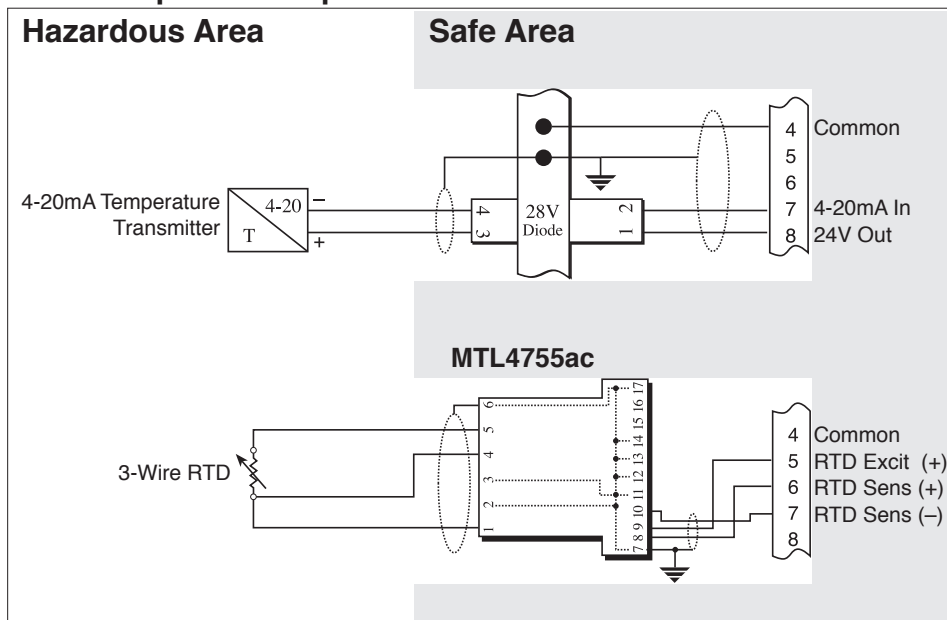 Hazardous Area
Safe Area
4-20mA Temperature
Transmitter
4-20
T
–
+
4
3
28V
Diode
2
1
4 Common
5
6
7 4-20mA In
8 24V Out
MTL4755ac
3-Wire RTD
6
5
4
3
2
1
17
16
15
14
13
12
11
10
9
8
7
4 Common
5 RTD Excit (+)
6 RTD Sens (+)
7 RTD Sens (–)
8